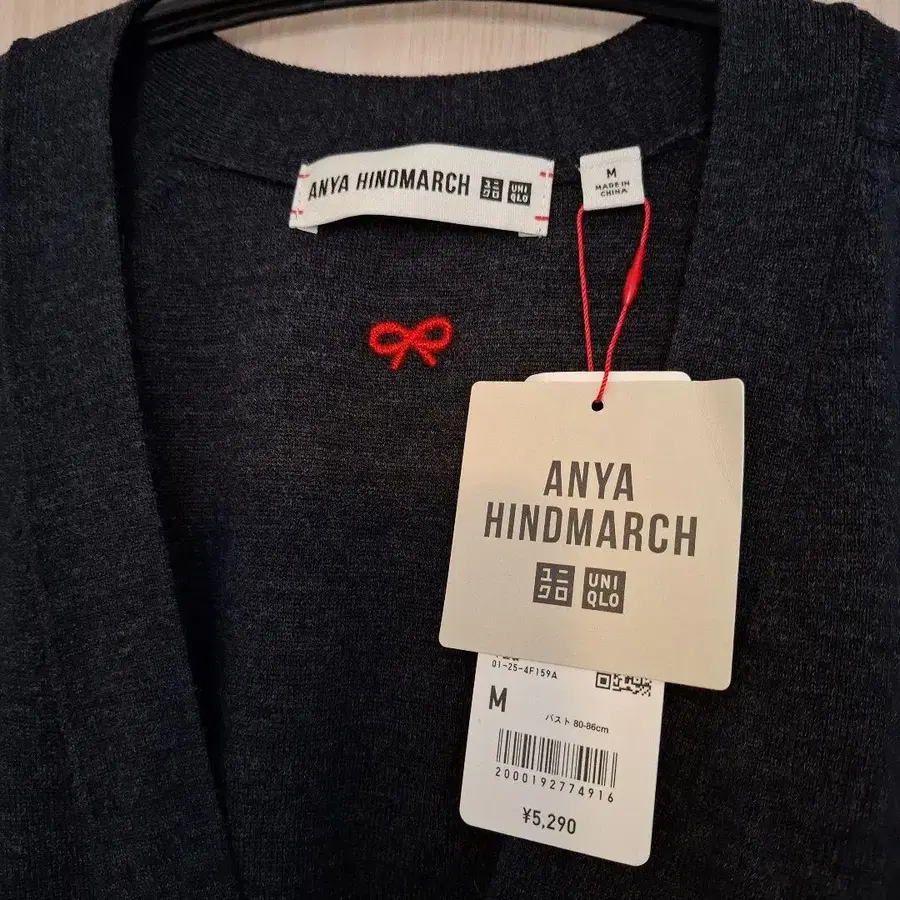 ANYA HINDMARCH ユニクロ UNIQLO
M
MADE IN
CHINA
ANYA
HINDMARCH
ユニクロ UNIQLO
01-25-4F159A
M
バスト 80-86cm
2000192774916
¥5,290